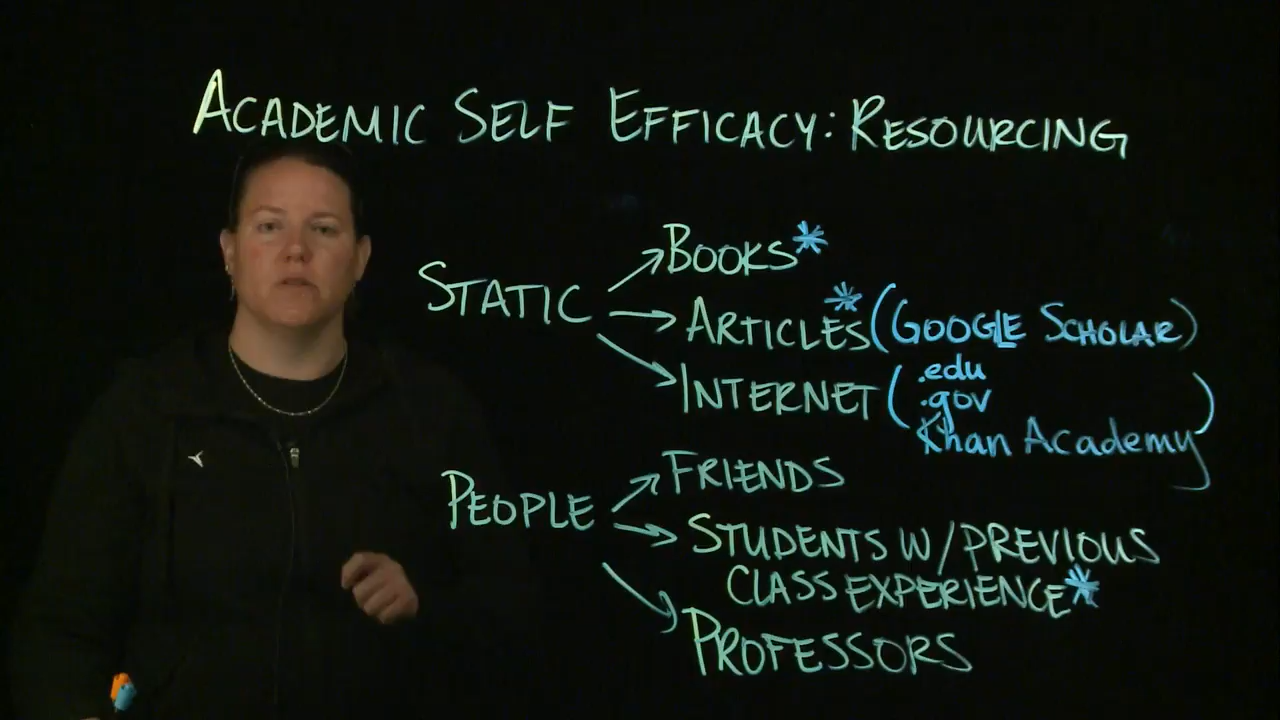 ACADEMIC SELF EFFICACY: RESOURCING
STATIC
BOOKS*
ARTICLES* (GOOGLE SCHOLAR)
INTERNET (.edu
.gov
Khan Academy)
PEOPLE
FRIENDS
STUDENTS W/PREVIOUS
CLASS EXPERIENCE*
PROFESSORS